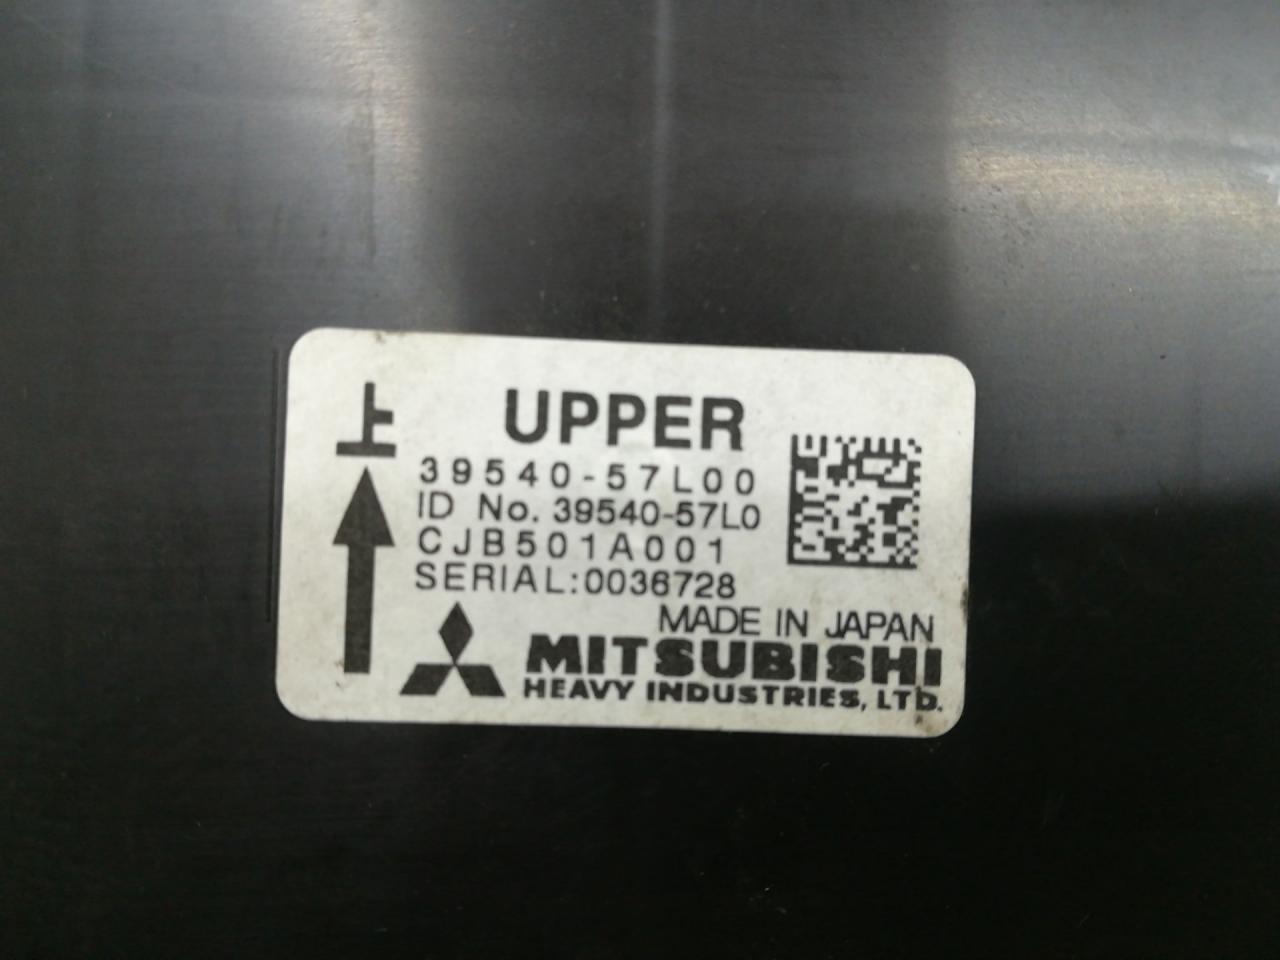 上
UPPER
39540-57L00
ID No. 39540-57L0
CJB501A001
SERIAL:0036728
MADE IN JAPAN
MITSUBISHI
HEAVY INDUSTRIES, LTD.